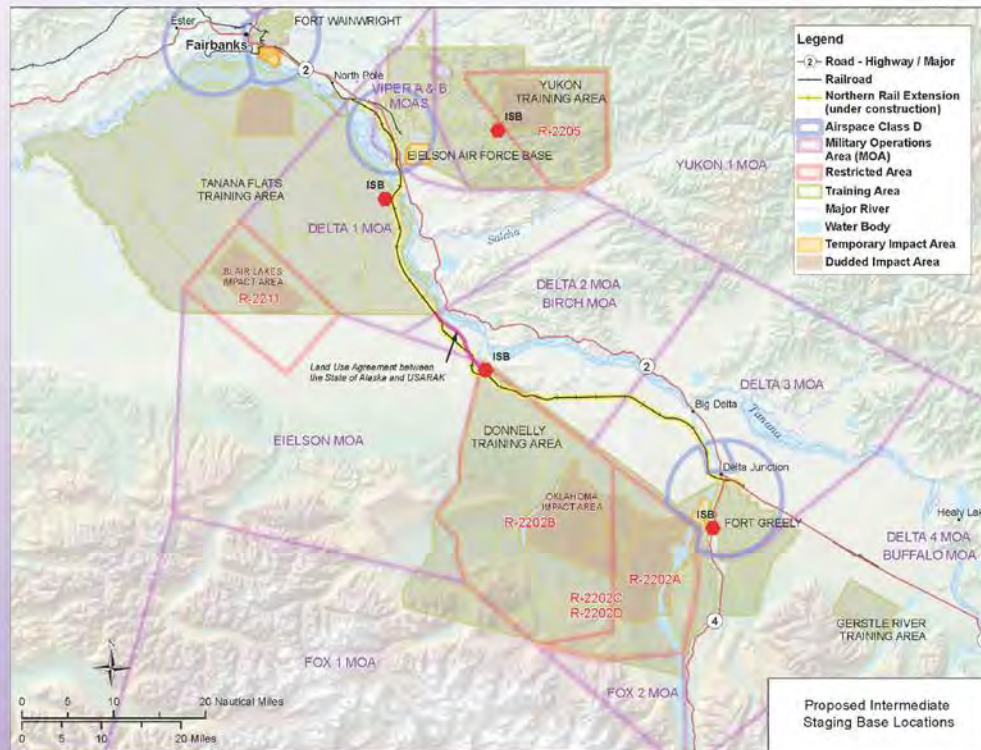 Ester
FORT WAINWRIGHT
Fairbanks
2
North Pole
VIPER A & B
MOAS
YUKON
TRAINING AREA
ISB
R-2205
EIELSON AIR FORCE BASE
YUKON 1 MOA
TANANA FLATS
TRAINING AREA
ISB
DELTA 1 MOA
Salcha
BLAIR LAKES
IMPACT AREA
R-2211
DELTA 2 MOA
BIRCH MOA
Land Use Agreement between
the State of Alaska and USARAK
ISB
2
DELTA 3 MOA
Big Delta
Tanana
EIELSON MOA
DONNELLY
TRAINING AREA
Delta Junction
OKLAHOMA
IMPACT AREA
R-2202B
ISB
FORT GREELY
Healy Lake
DELTA 4 MOA
BUFFALO MOA
R-2202A
R-2202C
R-2202D
4
GERSTLE RIVER
TRAINING AREA
FOX 1 MOA
FOX 2 MOA
N
0 5 10 20 Nautical Miles
0 5 10 20 Miles
Legend
2 Road - Highway / Major
Railroad
Northern Rail Extension
(under construction)
Airspace Class D
Military Operations
Area (MOA)
Restricted Area
Training Area
Major River
Water Body
Temporary Impact Area
Dudded Impact Area
Proposed Intermediate
Staging Base Locations